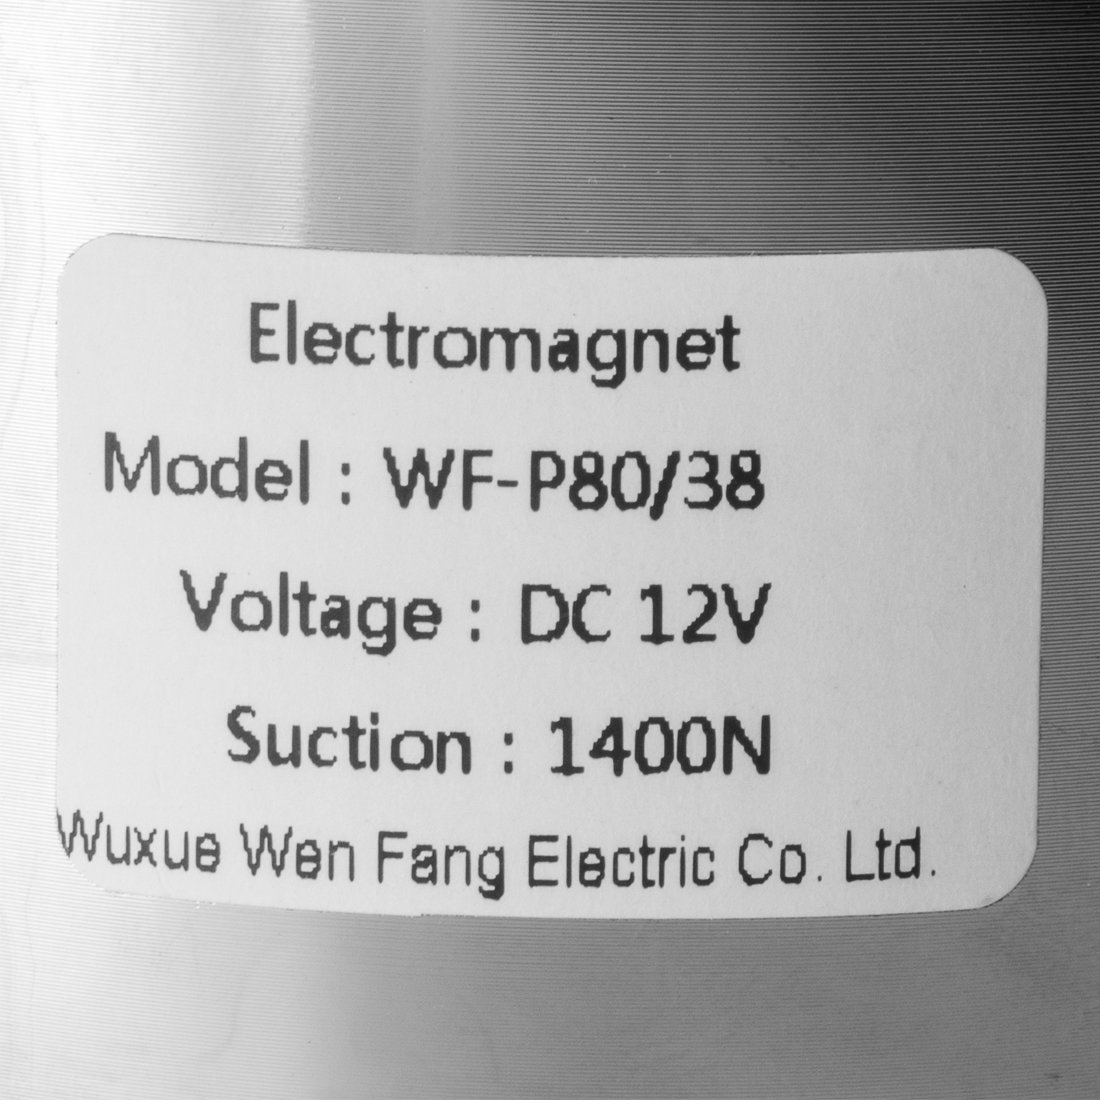 Electromagnet
Model : WF-P80/38
Voltage : DC 12V
Suction : 1400N
Wuxue Wen Fang Electric Co. Ltd.